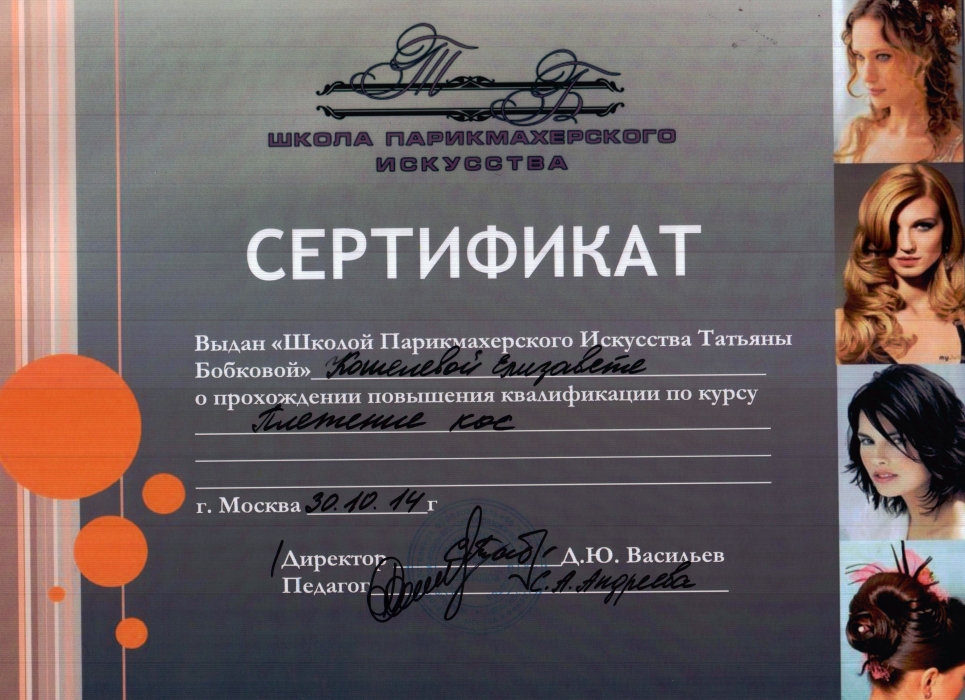 ТБ
ШКОЛА ПАРИКМАХЕРСКОГО
ИСКУССТВА
СЕРТИФИКАТ
Выдан «Школой Парикмахерского Искусства Татьяны
Бобковой» Кошелевой Елизавете
о прохождении повышения квалификации по курсу
Плетение кос
г. Москва 30.10.14 г
Директор Д.Ю. Васильев
Педагог С.А. Андреева